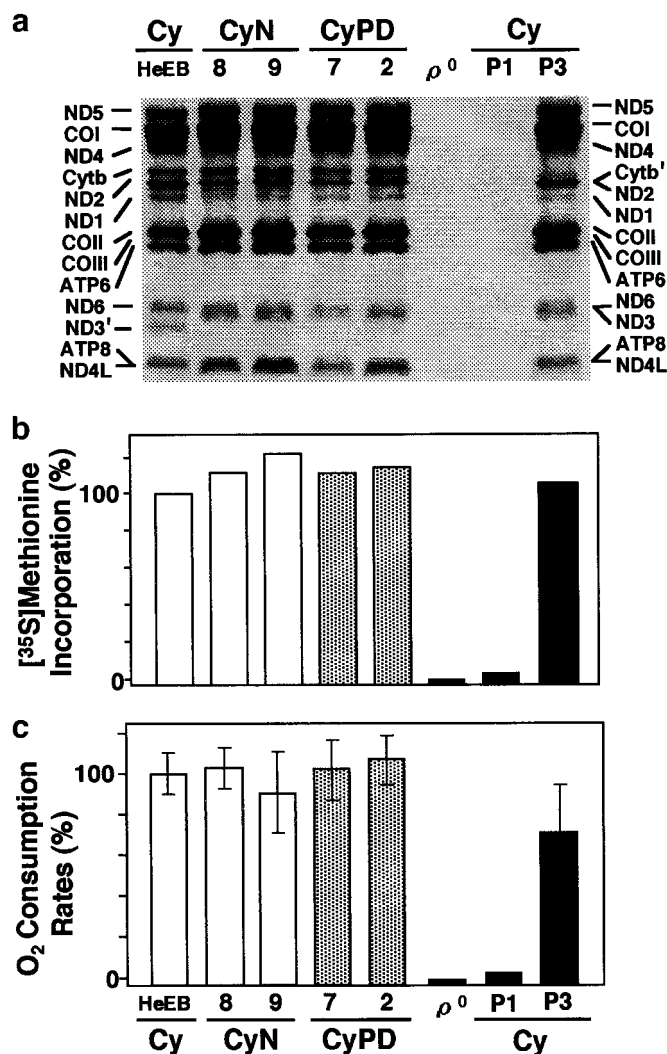 a
Cy CyN CyPD Cy
HeEB 8 9 7 2 ρ⁰ P1 P3
ND5
COI
ND4
Cytb
ND2
ND1
COII
COIII
ATP6
ND6
ND3'
ATP8
ND4L
ND5
COI
ND4
Cytb'
ND2
ND1
COII
COIII
ATP6
ND6
ND3
ATP8
ND4L
b
[³⁵S]Methionine
Incorporation (%)
100
0
c
O₂ Consumption
Rates (%)
100
0
HeEB 8 9 7 2 ρ⁰ P1 P3
Cy CyN CyPD Cy